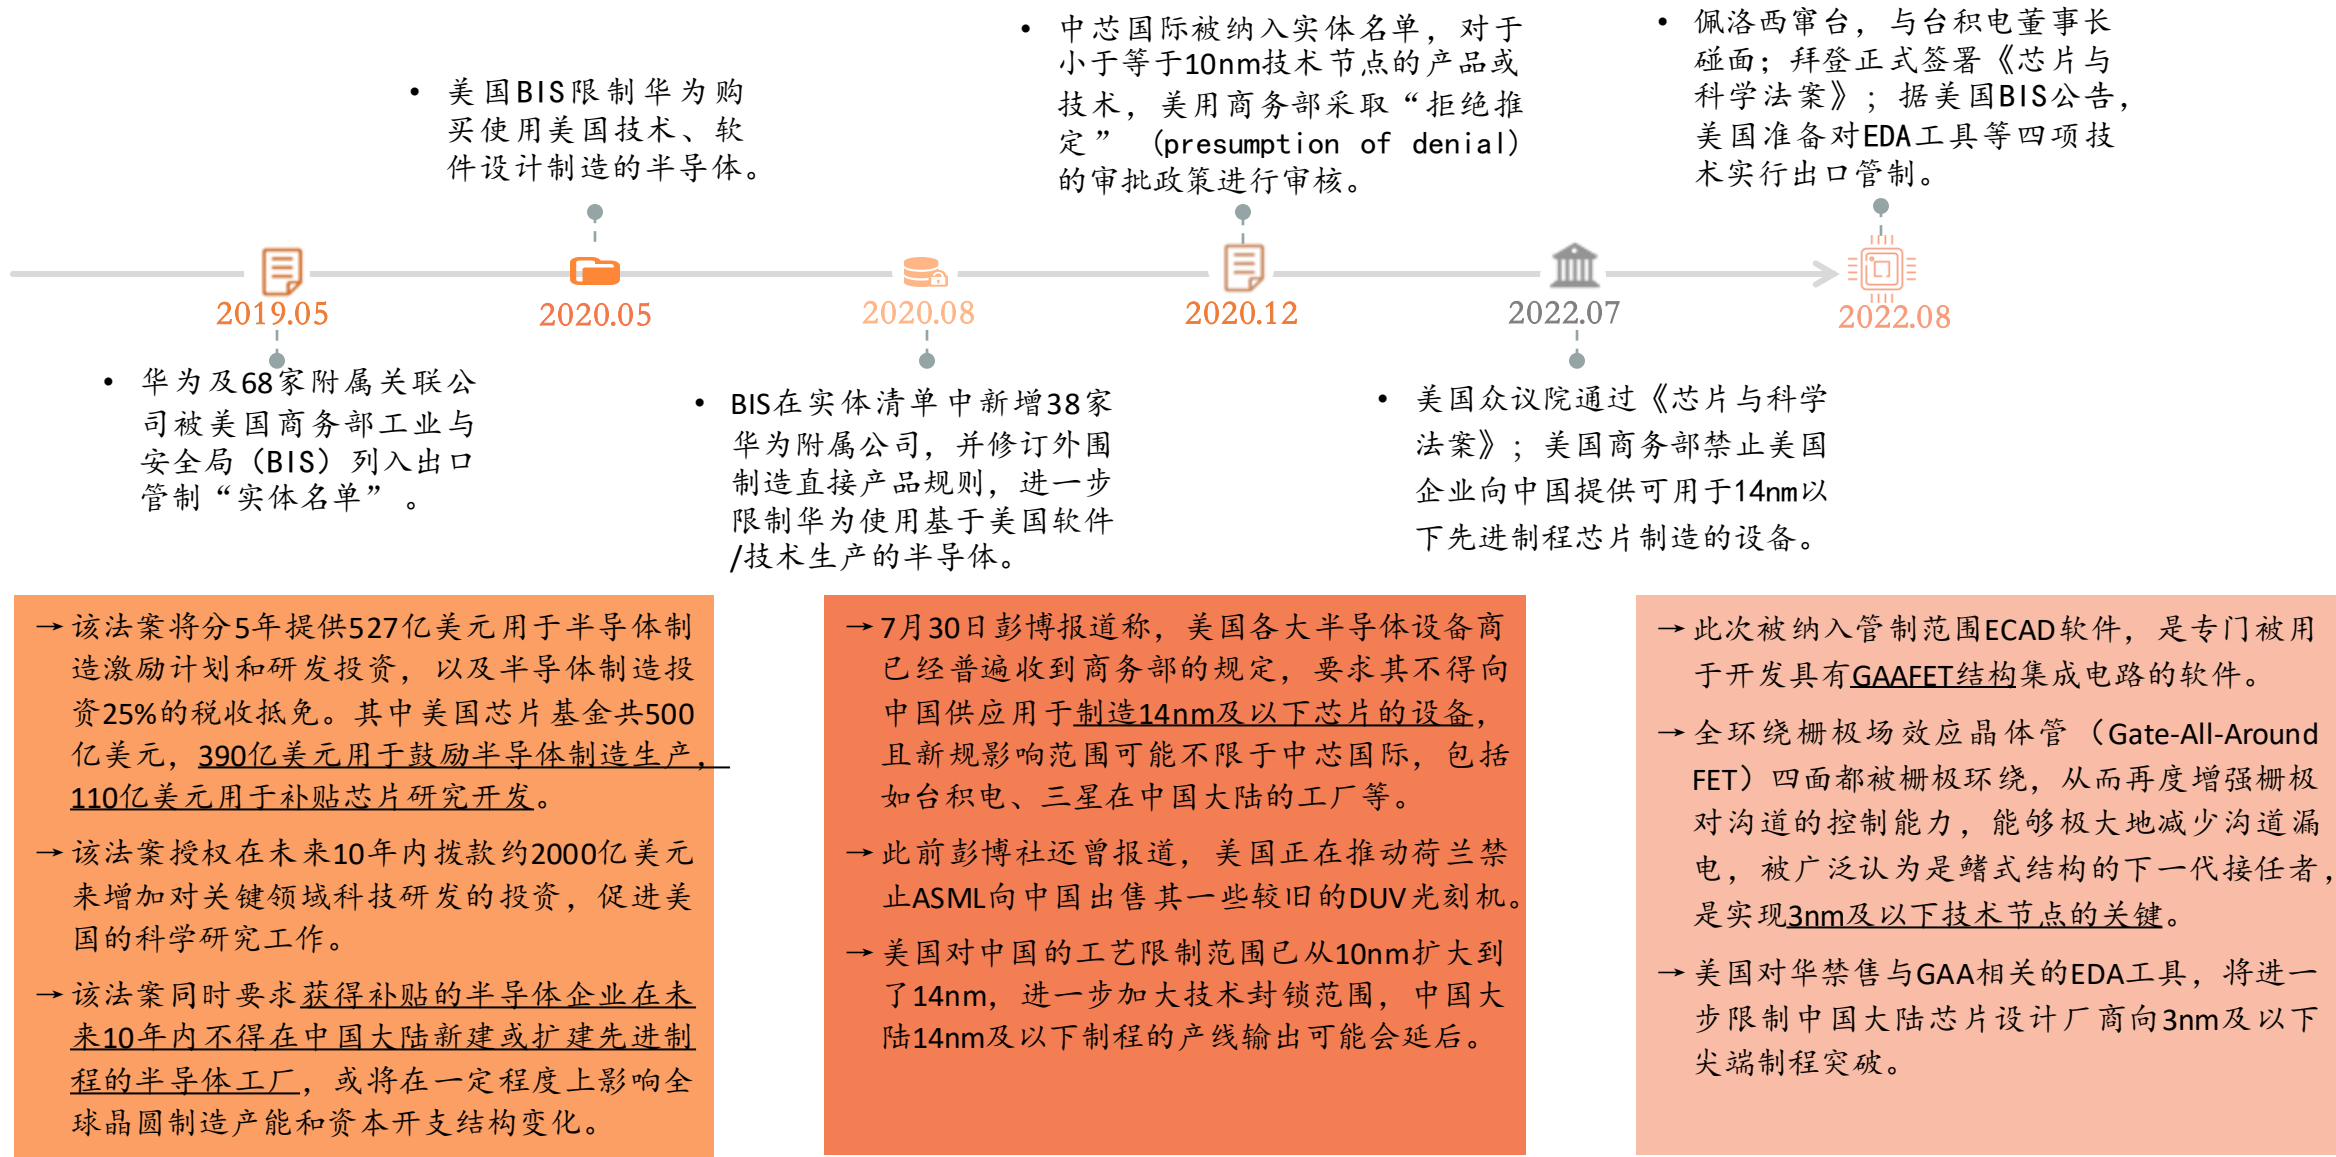 • 美国BIS限制华为购
买使用美国技术、软
件设计制造的半导体。
• 中芯国际被纳入实体名单，对于
小于等于10nm技术节点的产品或
技术，美用商务部采取“拒绝推
定” (presumption of denial)
的审批政策进行审核。
• 佩洛西窜台，与台积电董事长
碰面；拜登正式签署《芯片与
科学法案》；据美国BIS公告，
美国准备对EDA工具等四项技
术实行出口管制。
2019.05
2020.05
2020.08
2020.12
2022.07
2022.08
• 华为及68家附属关联公
司被美国商务部工业与
安全局（BIS）列入出口
管制“实体名单”。
• BIS在实体清单中新增38家
华为附属公司，并修订外围
制造直接产品规则，进一步
限制华为使用基于美国软件
/技术生产的半导体。
• 美国众议院通过《芯片与科学
法案》；美国商务部禁止美国
企业向中国提供可用于14nm以
下先进制程芯片制造的设备。
→该法案将分5年提供527亿美元用于半导体制
造激励计划和研发投资，以及半导体制造投
资25%的税收抵免。其中美国芯片基金共500
亿美元，390亿美元用于鼓励半导体制造生产，
110亿美元用于补贴芯片研究开发。
→该法案授权在未来10年内拨款约2000亿美元
来增加对关键领域科技研发的投资，促进美
国的科学研究工作。
→该法案同时要求获得补贴的半导体企业在未
来10年内不得在中国大陆新建或扩建先进制
程的半导体工厂，或将在一定程度上影响全
球晶圆制造产能和资本开支结构变化。
→7月30日彭博报道称，美国各大半导体设备商
已经普遍收到商务部的规定，要求其不得向
中国供应用于制造14nm及以下芯片的设备，
且新规影响范围可能不限于中芯国际，包括
如台积电、三星在中国大陆的工厂等。
→此前彭博社还曾报道，美国正在推动荷兰禁
止ASML向中国出售其一些较旧的DUV光刻机。
→美国对中国的工艺限制范围已从10nm扩大到
了14nm，进一步加大技术封锁范围，中国大
陆14nm及以下制程的产线输出可能会延后。
→此次被纳入管制范围ECAD软件，是专门被用
于开发具有GAAFET结构集成电路的软件。
→全环绕栅极场效应晶体管（Gate-All-Around
FET）四面都被栅极环绕，从而再度增强栅极
对沟道的控制能力，能够极大地减少沟道漏
电，被广泛认为是鳍式结构的下一代接任者，
是实现3nm及以下技术节点的关键。
→美国对华禁售与GAA相关的EDA工具，将进一
步限制中国大陆芯片设计厂商向3nm及以下
尖端制程突破。